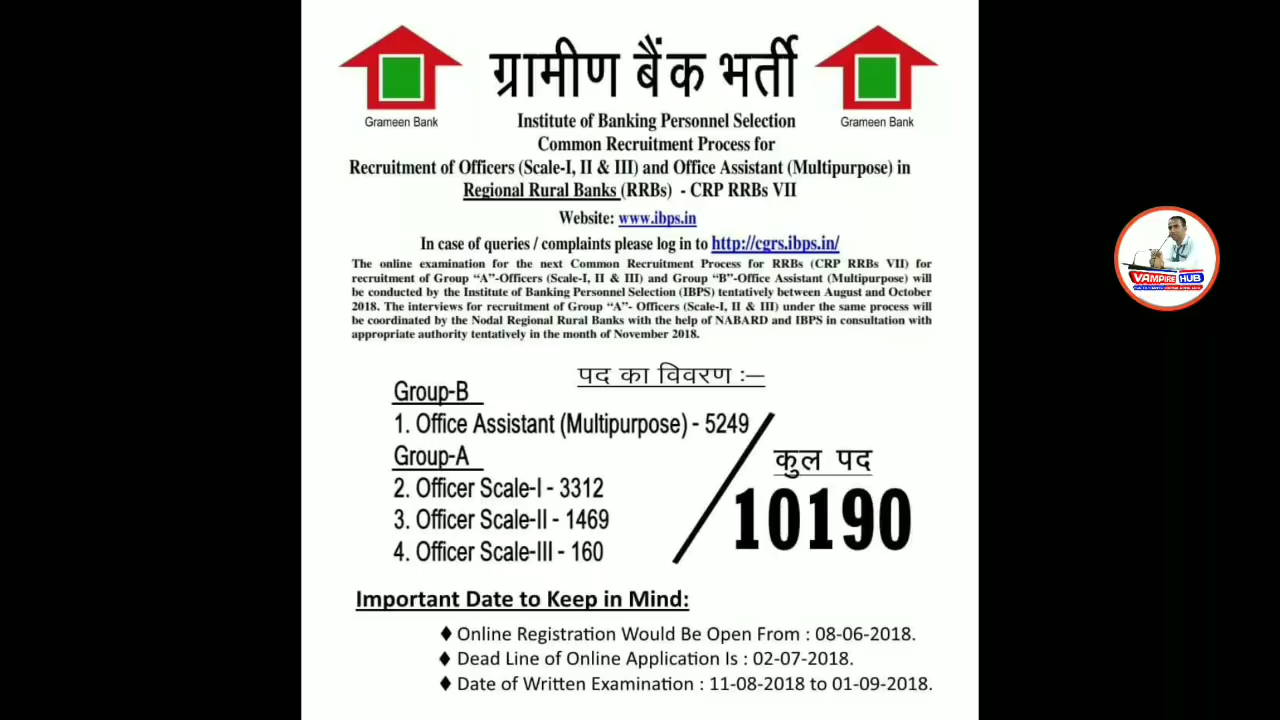 ग्रामीण बैंक भर्ती
Grameen Bank
Grameen Bank
Institute of Banking Personnel Selection
Common Recruitment Process for
Recruitment of Officers (Scale-I, II & III) and Office Assistant (Multipurpose) in
Regional Rural Banks (RRBs) - CRP RRBs VII
Website: www.ibps.in
In case of queries / complaints please log in to http://cgrs.ibps.in/
The online examination for the next Common Recruitment Process for RRBs (CRP RRBs VII) for
recruitment of Group “A”-Officers (Scale-I, II & III) and Group “B”-Office Assistant (Multipurpose) will
be conducted by the Institute of Banking Personnel Selection (IBPS) tentatively between August and October
2018. The interviews for recruitment of Group “A”- Officers (Scale-I, II & III) under the same process will
be coordinated by the Nodal Regional Rural Banks with the help of NABARD and IBPS in consultation with
appropriate authority tentatively in the month of November 2018.
पद का विवरण :—
Group-B
1. Office Assistant (Multipurpose) - 5249
Group-A
2. Officer Scale-I - 3312
3. Officer Scale-II - 1469
4. Officer Scale-III - 160
कुल पद
10190
Important Date to Keep in Mind:
♦ Online Registration Would Be Open From : 08-06-2018.
♦ Dead Line of Online Application Is : 02-07-2018.
♦ Date of Written Examination : 11-08-2018 to 01-09-2018.
VAMPIRE HUB